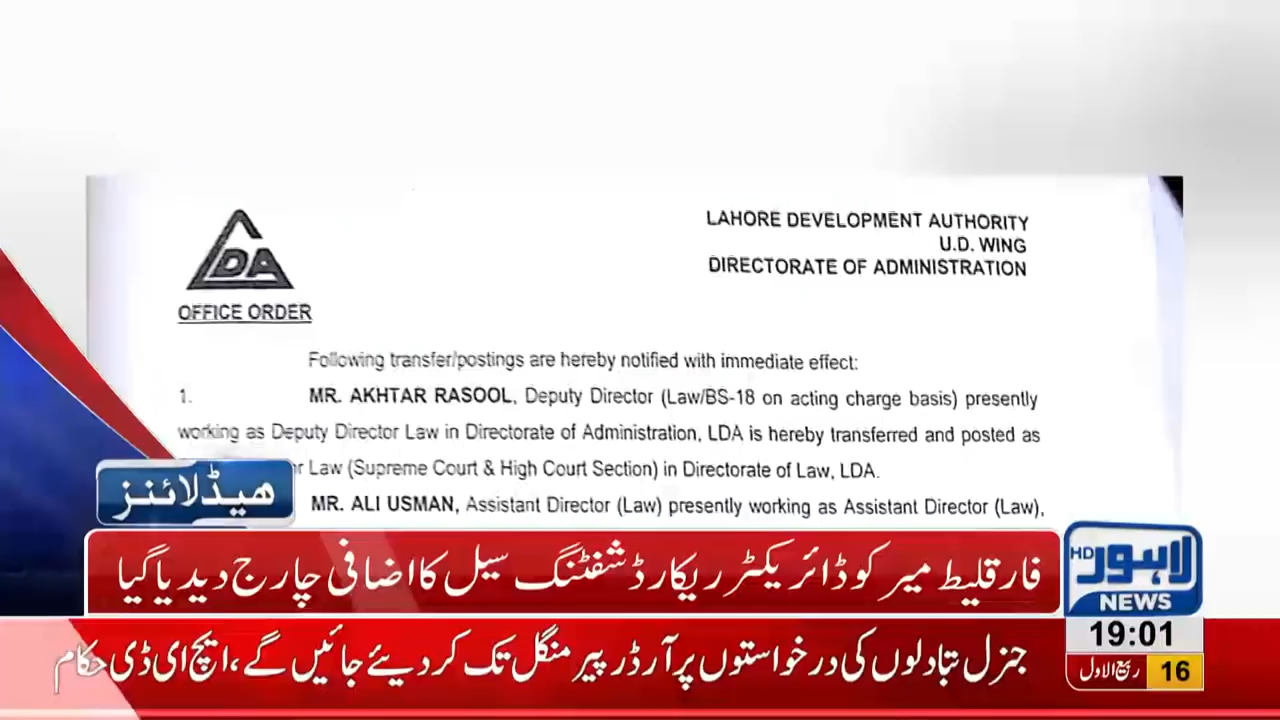 LDA
LAHORE DEVELOPMENT AUTHORITY
U.D. WING
DIRECTORATE OF ADMINISTRATION
OFFICE ORDER
Following transfer/postings are hereby notified with immediate effect:
1. MR. AKHTAR RASOOL, Deputy Director (Law/BS-18 on acting charge basis) presently
working as Deputy Director Law in Directorate of Administration, LDA is hereby transferred and posted as
Law (Supreme Court & High Court Section) in Directorate of Law, LDA.
MR. ALI USMAN, Assistant Director (Law) presently working as Assistant Director (Law),
ہیڈلائنز
فارقلیط میر کو ڈائریکٹر ریکارڈ شفٹنگ سیل کا اضافی چارج دیدیا گیا
لاہور HD
NEWS
19:01
جنرل تبادلوں کی درخواستوں پر آرڈر پیر منگل تک کردیئے جائیں گے، ایچ ای ڈی حکام
16 ربیع الاول